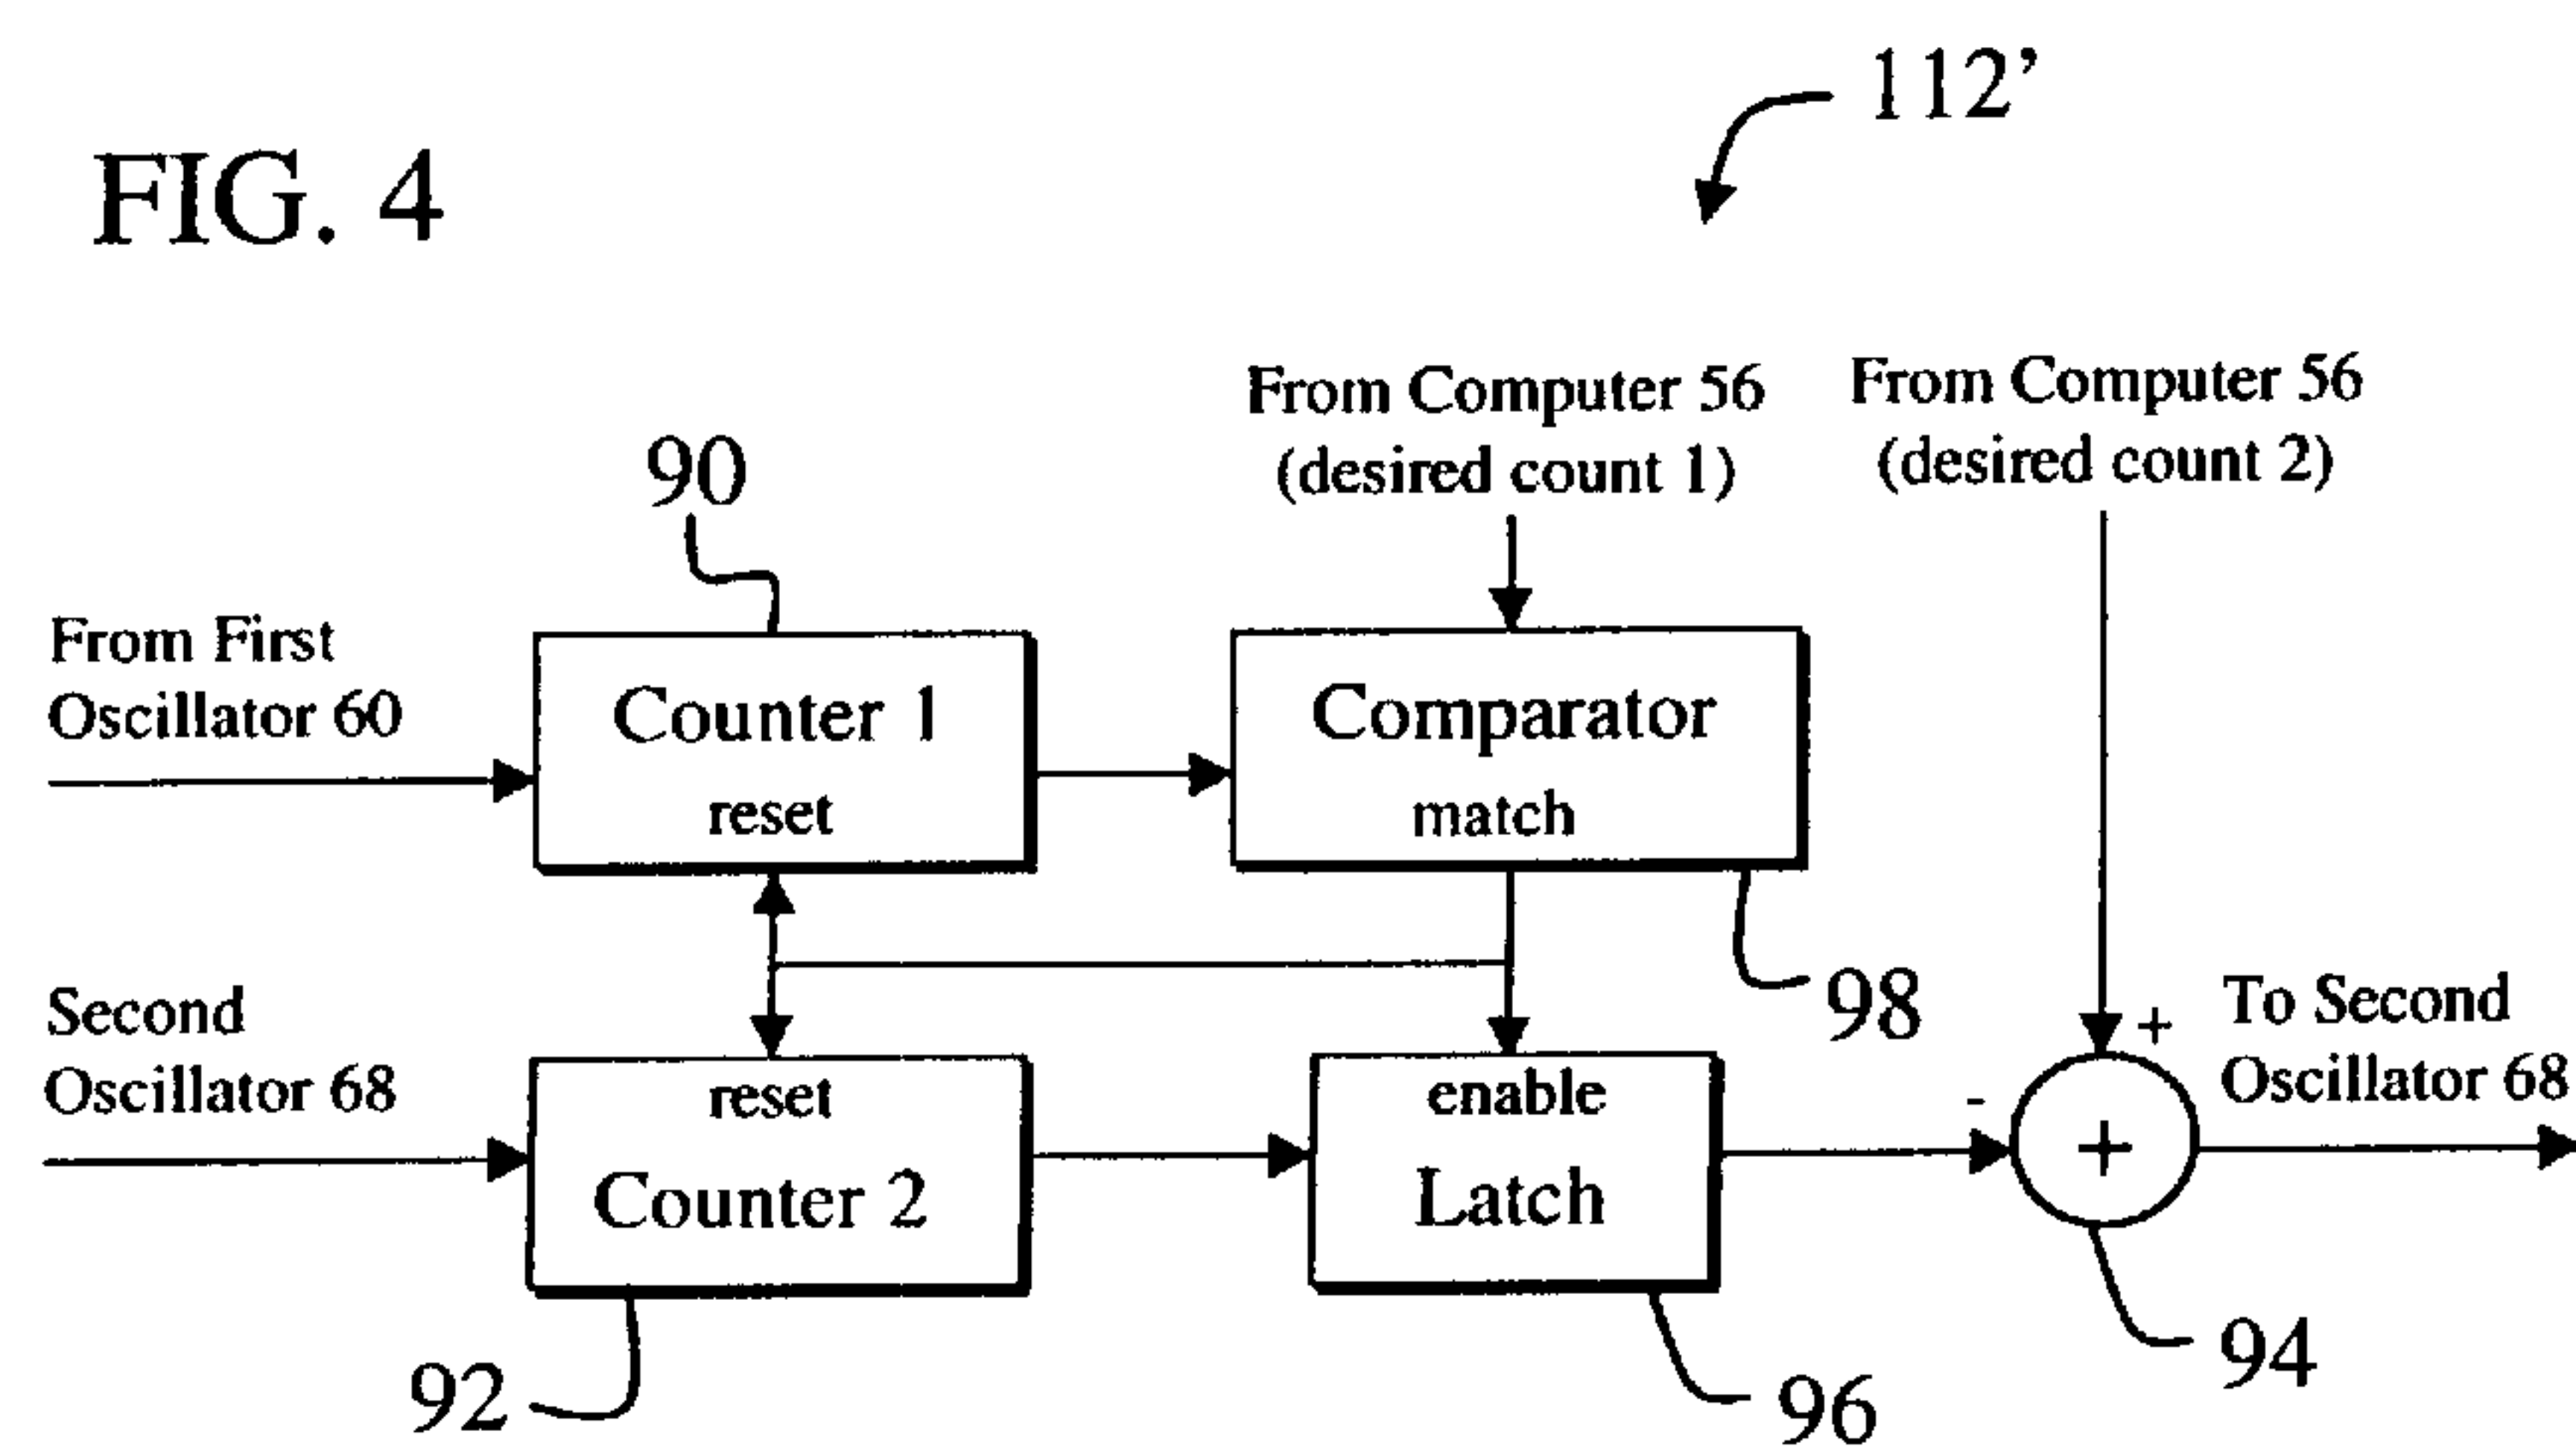 112’
FIG. 4
From Computer 56
(desired count 1)
From Computer 56
(desired count 2)
90
From First
Oscillator 60
Counter 1
reset
Comparator
match
98
Second
Oscillator 68
reset
Counter 2
enable
Latch
-
+
+
To Second
Oscillator 68
92
96
94